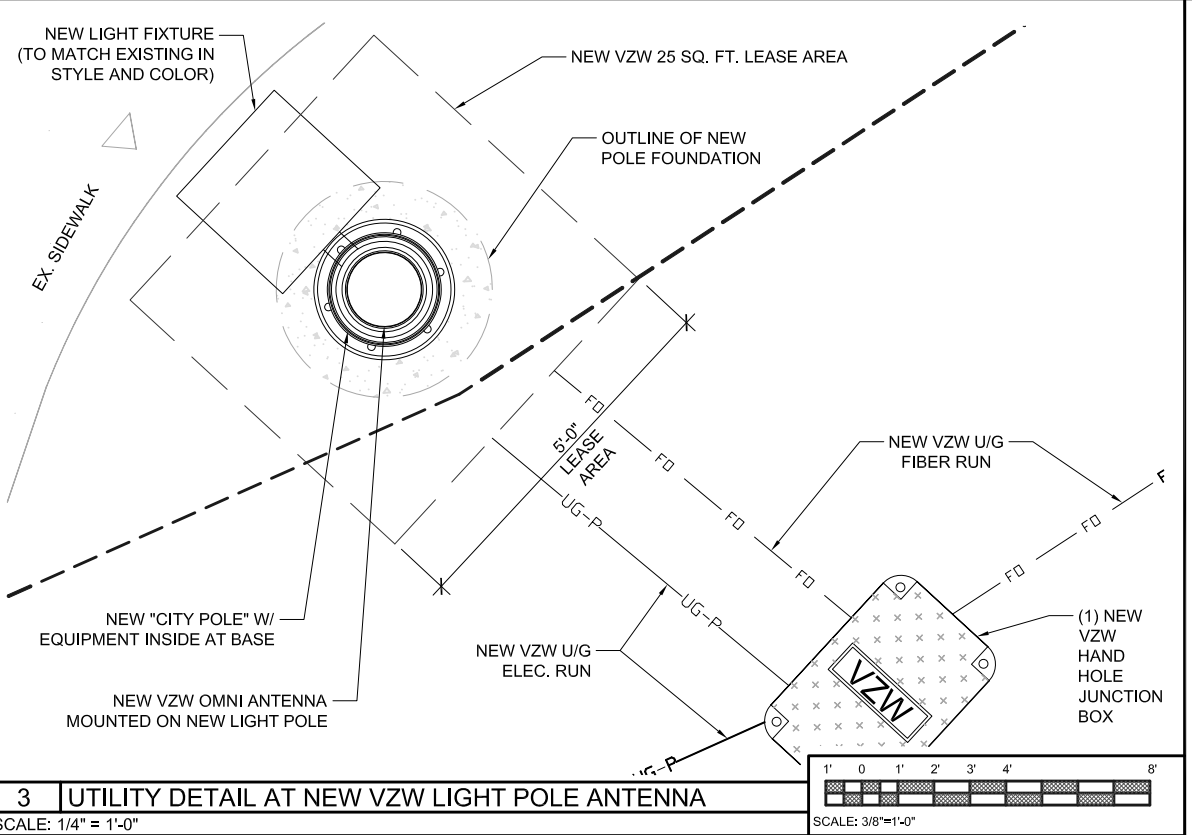 NEW LIGHT FIXTURE
(TO MATCH EXISTING IN
STYLE AND COLOR)
NEW VZW 25 SQ. FT. LEASE AREA
OUTLINE OF NEW
POLE FOUNDATION
EX. SIDEWALK
5'-0"
LEASE
AREA
FO
FO
FO
FO
NEW VZW U/G
FIBER RUN
F
FO
FO
UG-P
UG-P
NEW "CITY POLE" W/
EQUIPMENT INSIDE AT BASE
NEW VZW U/G
ELEC. RUN
(1) NEW
VZW
HAND
HOLE
JUNCTION
BOX
VZW
NEW VZW OMNI ANTENNA
MOUNTED ON NEW LIGHT POLE
UG-P
3 UTILITY DETAIL AT NEW VZW LIGHT POLE ANTENNA
SCALE: 1/4" = 1'-0"
1' 0 1' 2' 3' 4' 8'
SCALE: 3/8"=1'-0"